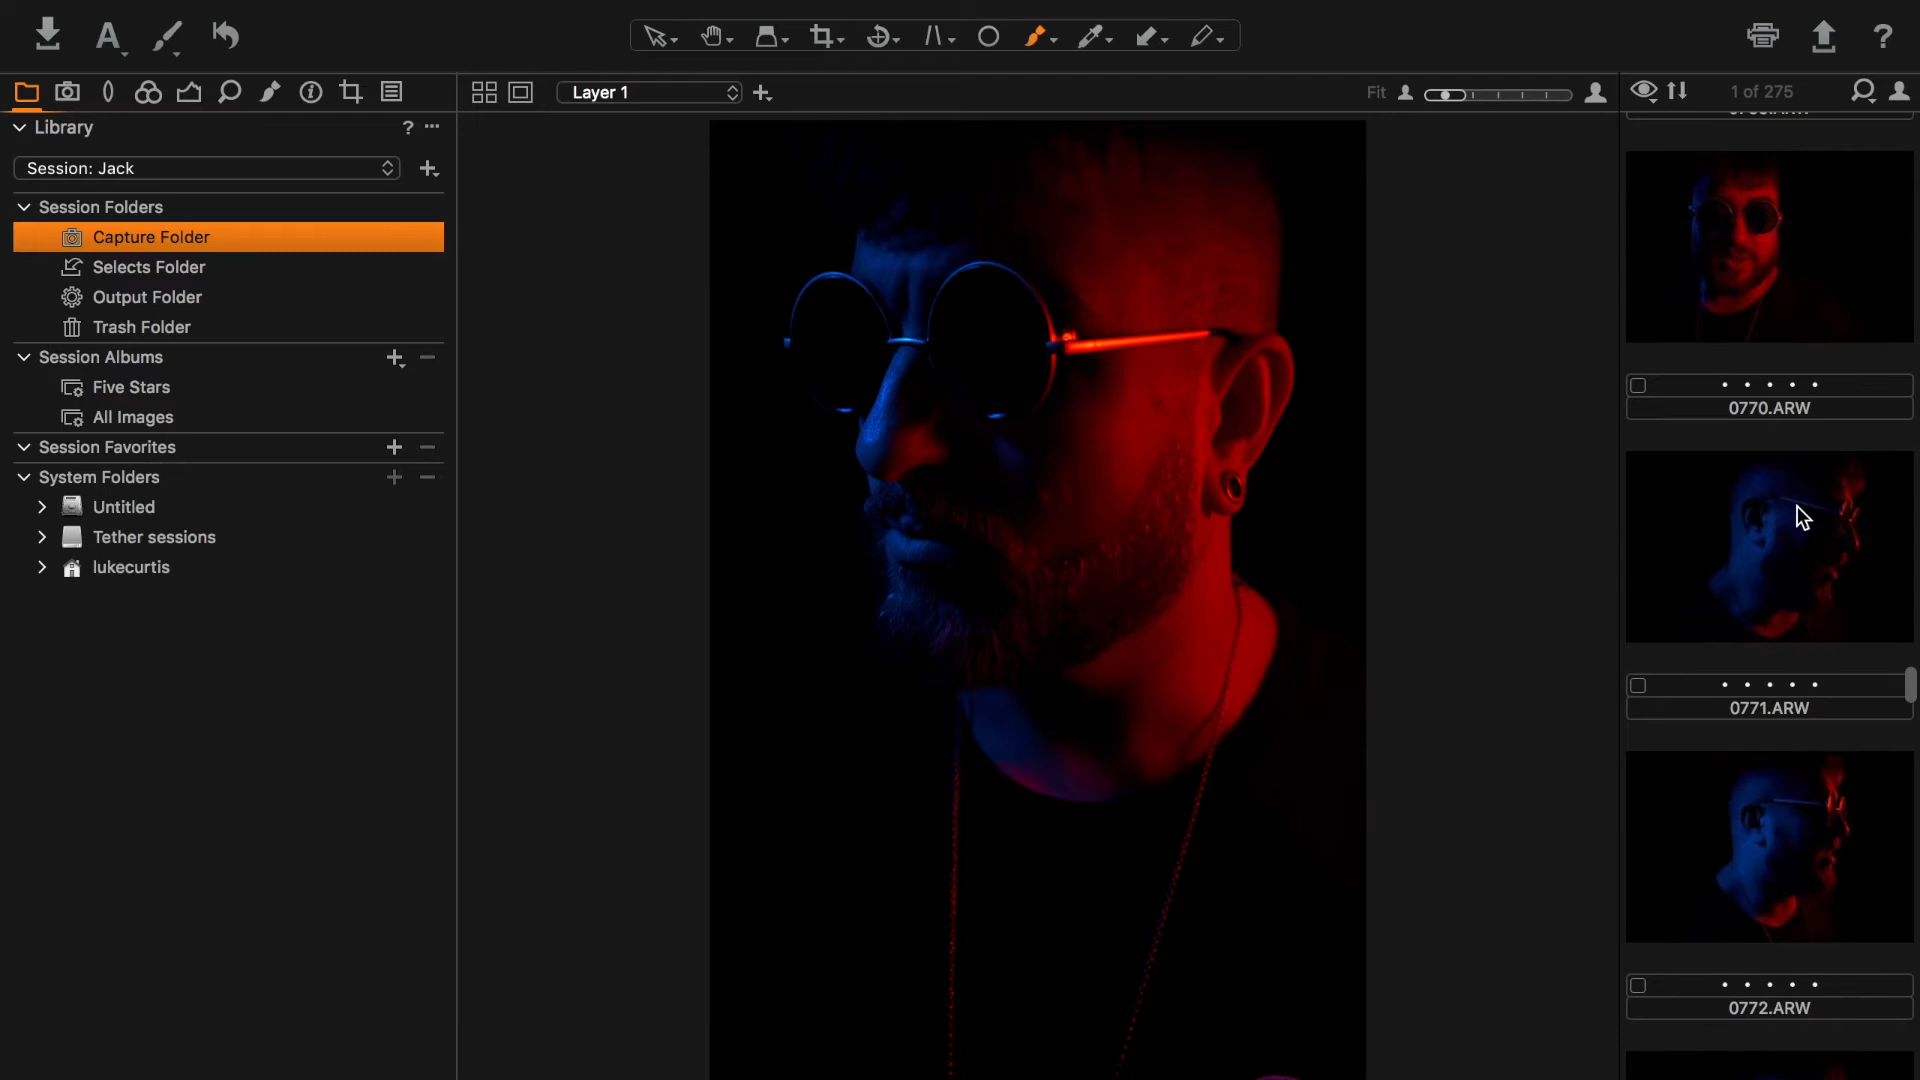 A
?
Layer 1
Fit
1 of 275
Library
?
Session: Jack
Session Folders
Capture Folder
Selects Folder
Output Folder
Trash Folder
Session Albums
Five Stars
All Images
Session Favorites
System Folders
Untitled
Tether sessions
lukecurtis
0770.ARW
0771.ARW
0772.ARW